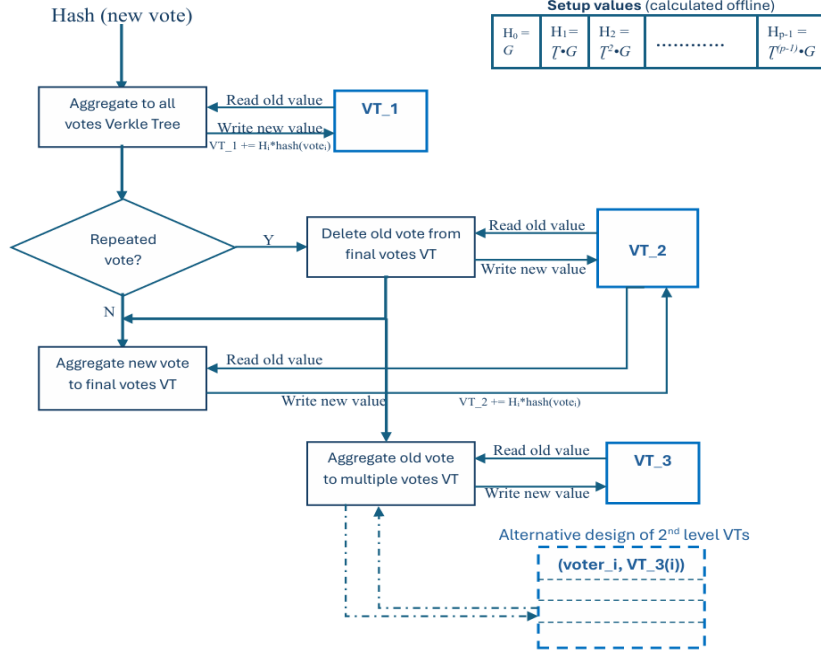 Setup values (calculated offline)
Hash (new vote)
H₀ =
G
H₁ =
Ʈ•G
H₂ =
Ʈ²•G
…………
Hₚ₋₁ =
Ʈ⁽ᵖ⁻¹⁾•G
Aggregate to all
votes Verkle Tree
Read old value
Write new value
VT_1 += Hᵢ*hash(voteᵢ)
VT_1
Repeated
vote?
Y
N
Delete old vote from
final votes VT
Read old value
Write new value
VT_2
Aggregate new vote
to final votes VT
Read old value
Write new value
VT_2 += Hᵢ*hash(voteᵢ)
Aggregate old vote
to multiple votes VT
Read old value
Write new value
VT_3
Alternative design of 2ⁿᵈ level VTs
(voter_i, VT_3(i))